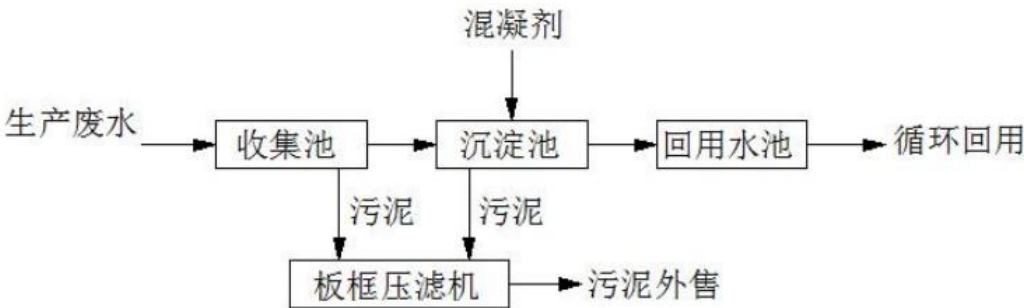 混凝剂
生产废水
收集池
沉淀池
回用水池
循环回用
污泥
污泥
板框压滤机
污泥外售